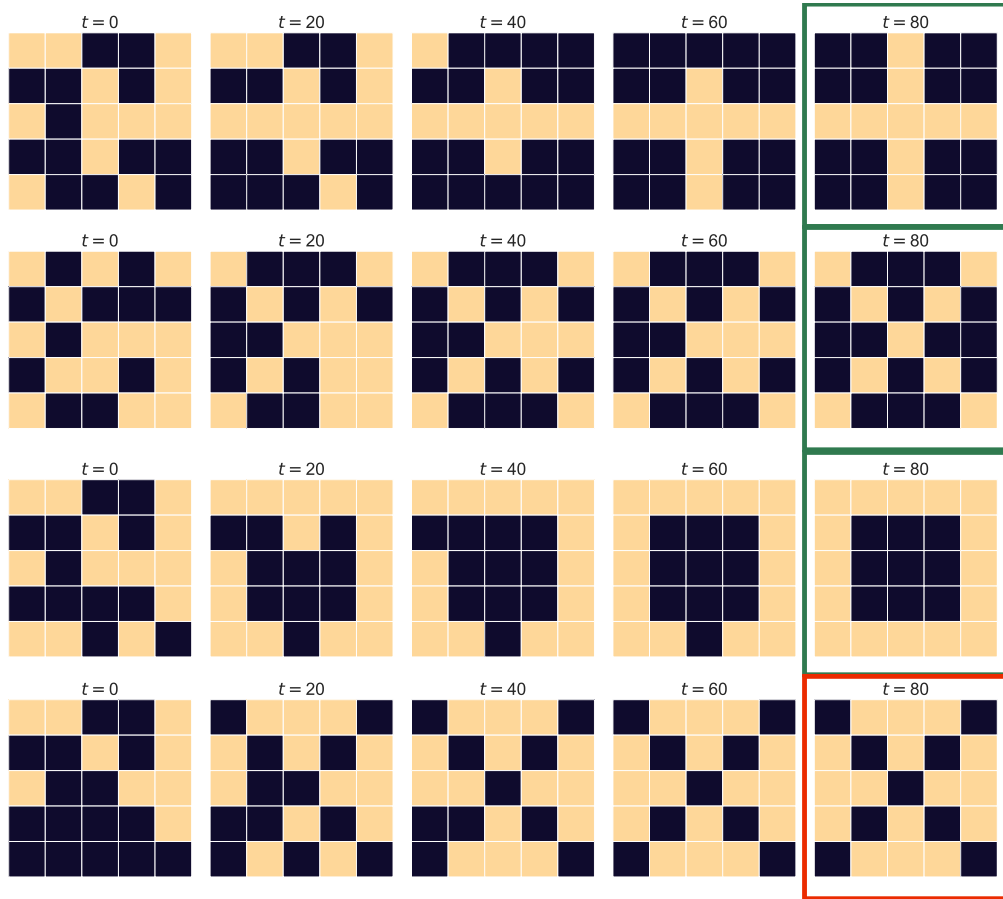 t = 0 t = 20 t = 40 t = 60 t = 80
t = 0 t = 20 t = 40 t = 60 t = 80
t = 0 t = 20 t = 40 t = 60 t = 80
t = 0 t = 20 t = 40 t = 60 t = 80